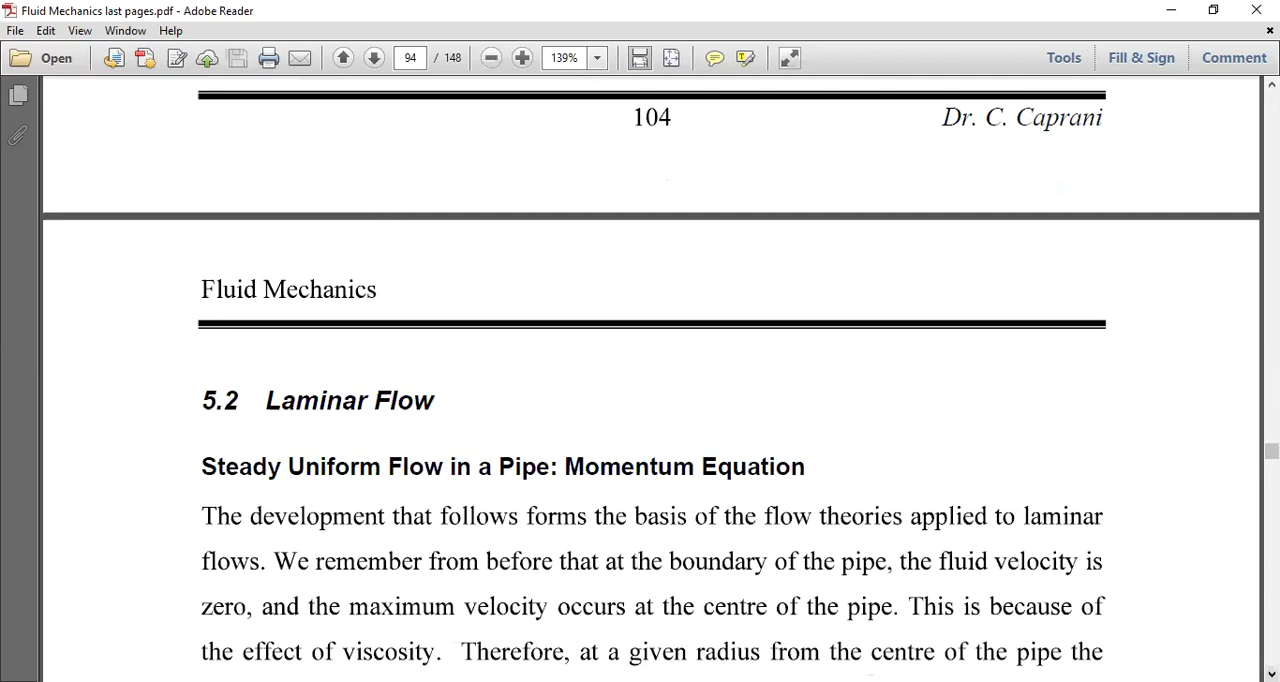 Fluid Mechanics last pages.pdf - Adobe Reader
File Edit View Window Help
Open 94 / 148 139% Tools Fill & Sign Comment
104 Dr. C. Caprani
Fluid Mechanics
5.2 Laminar Flow
Steady Uniform Flow in a Pipe: Momentum Equation
The development that follows forms the basis of the flow theories applied to laminar
flows. We remember from before that at the boundary of the pipe, the fluid velocity is
zero, and the maximum velocity occurs at the centre of the pipe. This is because of
the effect of viscosity. Therefore, at a given radius from the centre of the pipe the